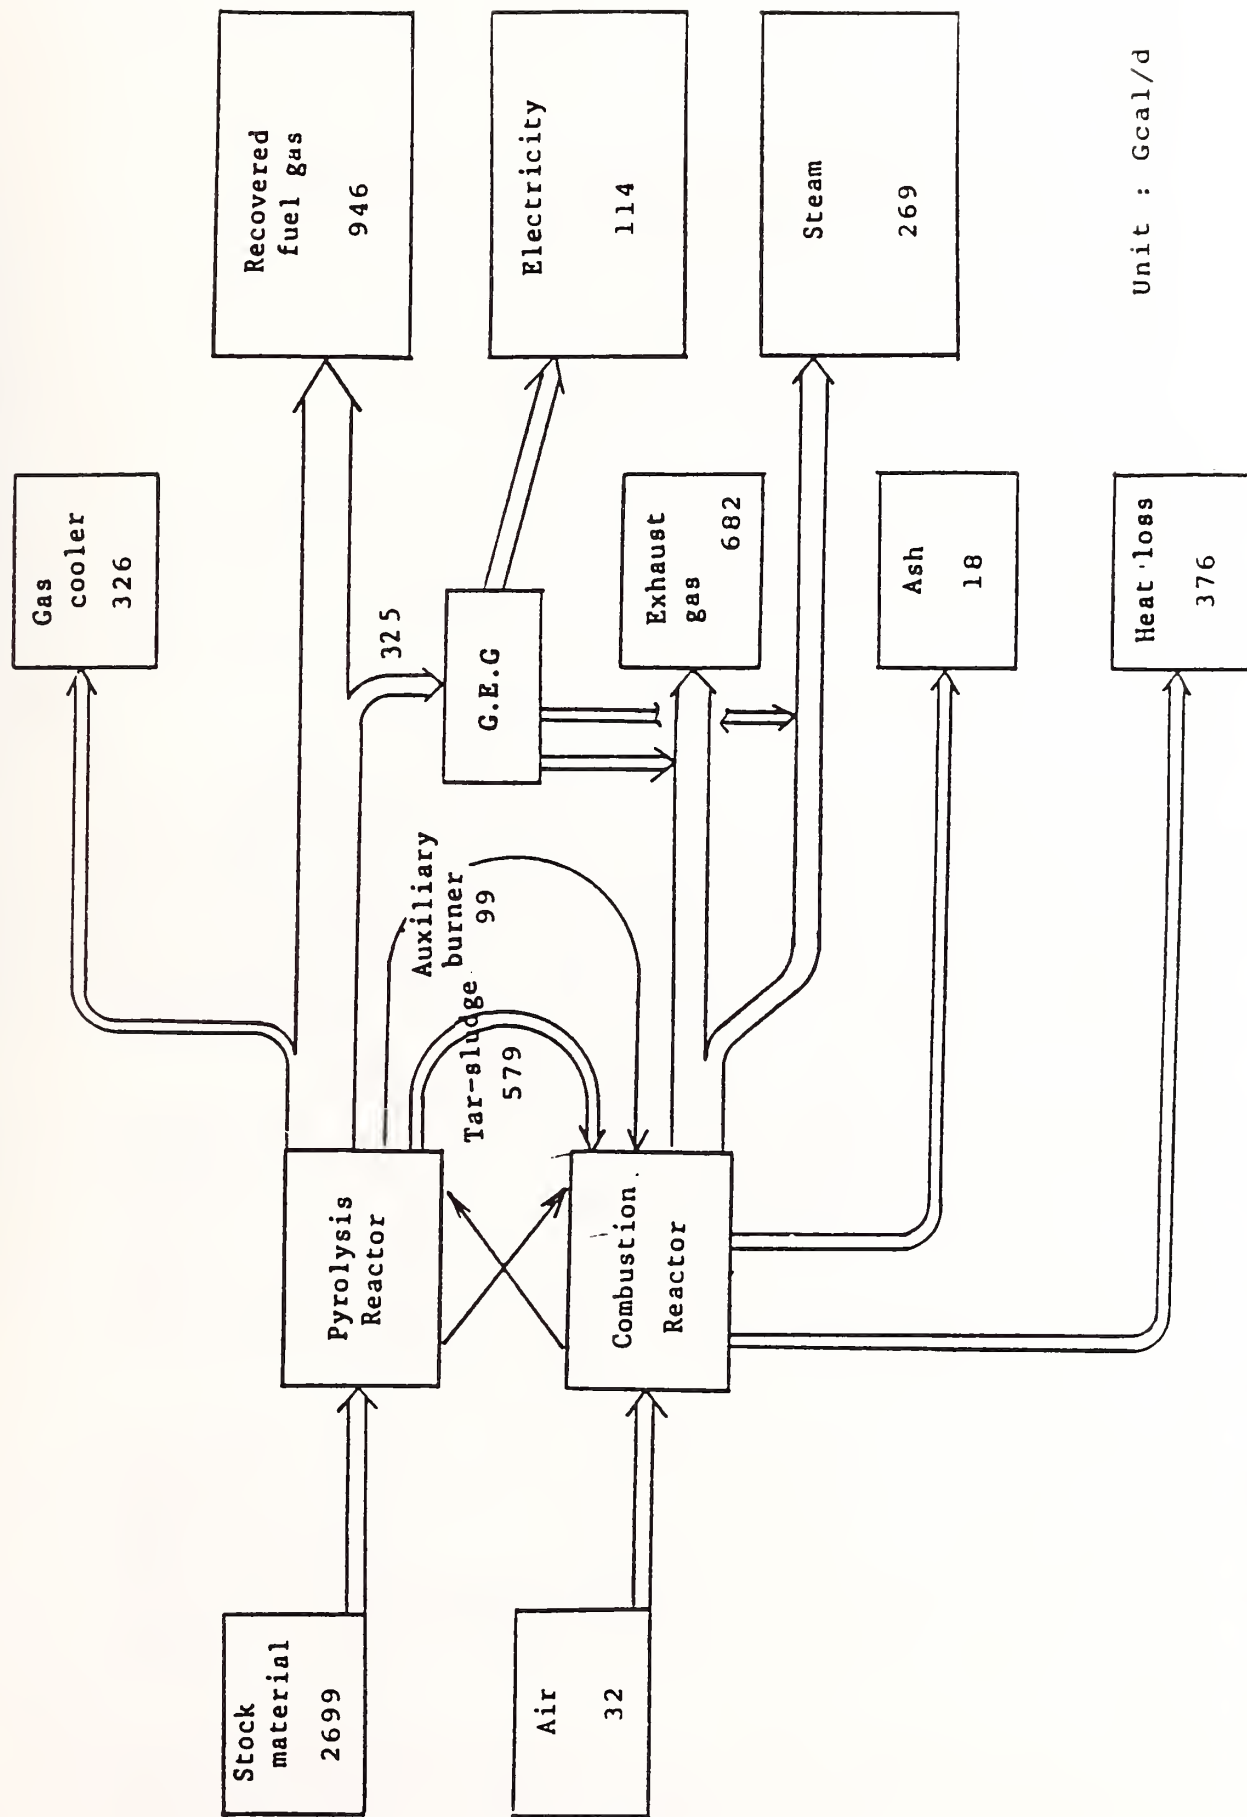 Stock
material
2699
Air
32
Pyrolysis
Reactor
Combustion
Reactor
Tar-sludge
579
Auxiliary
burner
99
G.E.G
325
Gas
cooler
326
Exhaust
gas
682
Ash
18
Heat loss
376
Recovered
fuel gas
946
Electricity
114
Steam
269
Unit : Gcal/d